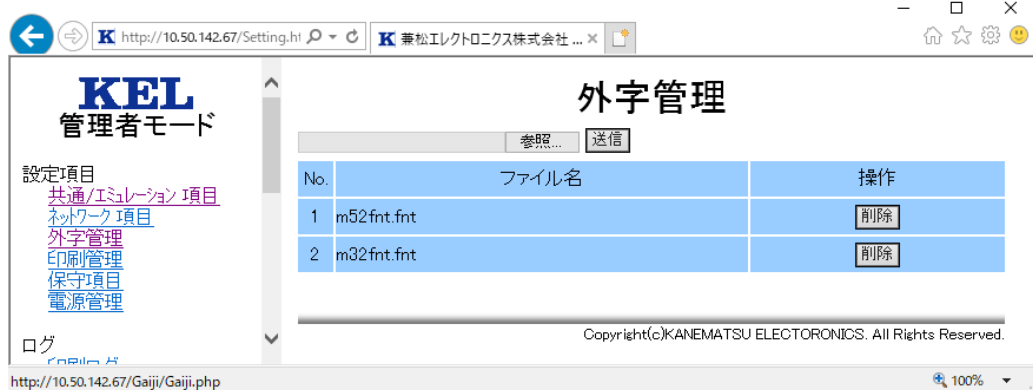 http://10.50.142.67/Setting.ht
兼松エレクトロニクス株式会社 ...
KEL
管理者モード
設定項目
共通/エミュレーション 項目
ネットワーク 項目
外字管理
印刷管理
保守項目
電源管理
ログ
印刷ログ
外字管理
参照...
送信
No. ファイル名 操作
1 m52fnt.fnt 削除
2 m32fnt.fnt 削除
Copyright(c)KANEMATSU ELECTORONICS. All Rights Reserved.
http://10.50.142.67/Gaiji/Gaiji.php
100%